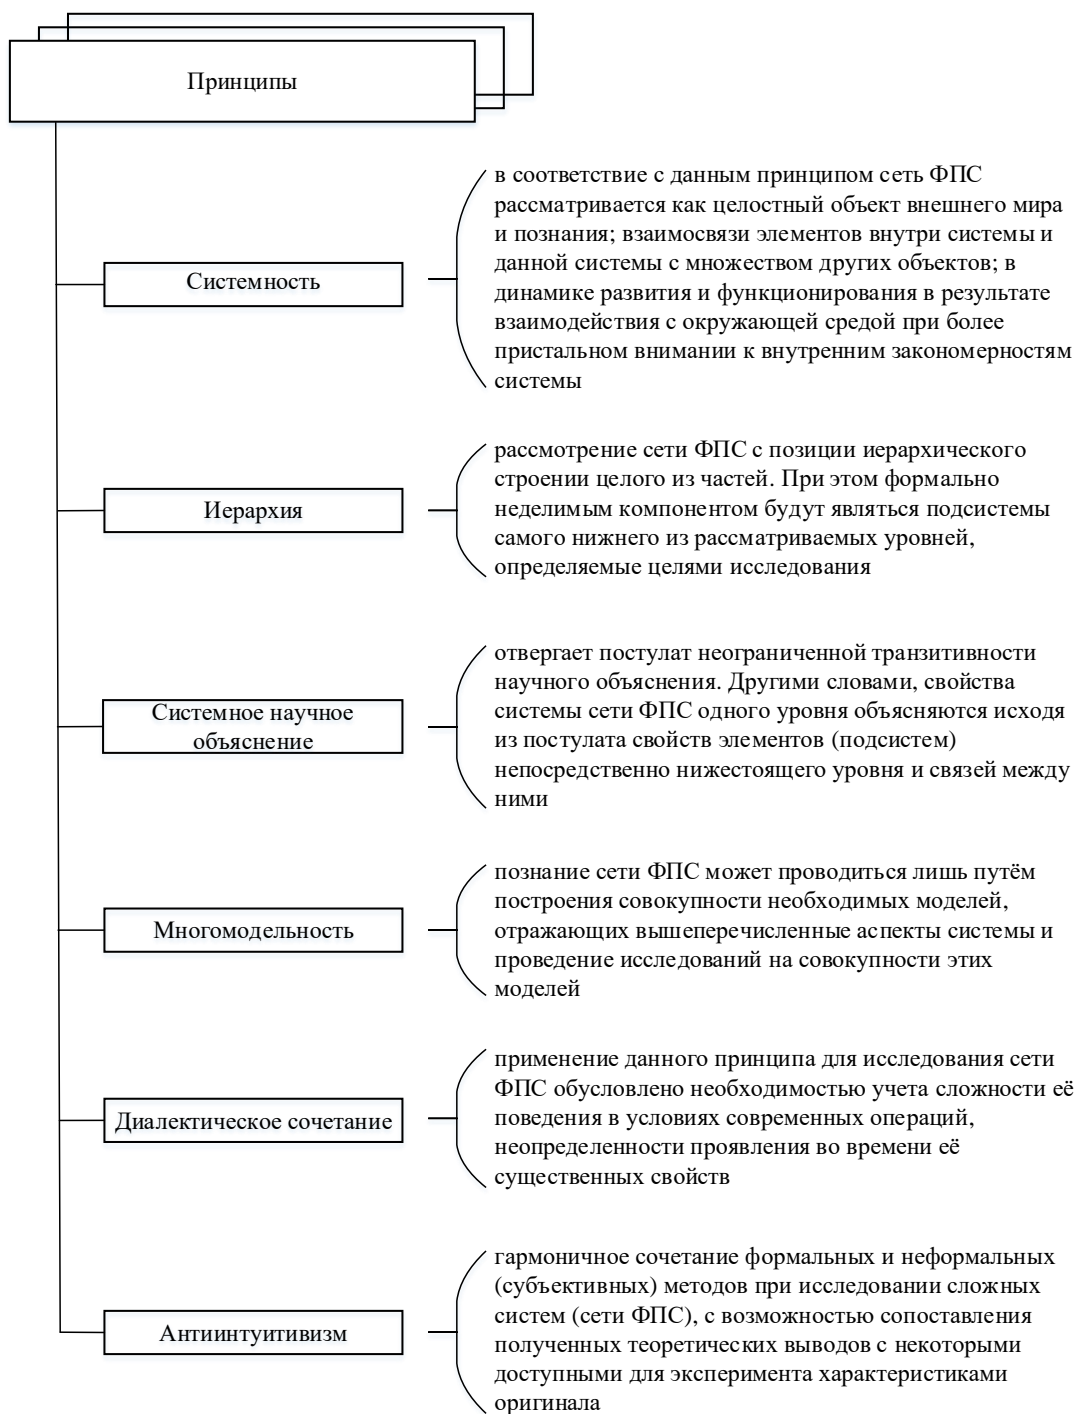 Принципы
Системность
в соответствие с данным принципом сеть ФПС
рассматривается как целостный объект внешнего мира
и познания; взаимосвязи элементов внутри системы и
данной системы с множеством других объектов; в
динамике развития и функционирования в результате
взаимодействия с окружающей средой при более
пристальном внимании к внутренним закономерностям
системы
Иерархия
рассмотрение сети ФПС с позиции иерархического
строении целого из частей. При этом формально
неделимым компонентом будут являться подсистемы
самого нижнего из рассматриваемых уровней,
определяемые целями исследования
Системное научное
объяснение
отвергает постулат неограниченной транзитивности
научного объяснения. Другими словами, свойства
системы сети ФПС одного уровня объясняются исходя
из постулата свойств элементов (подсистем)
непосредственно нижестоящего уровня и связей между
ними
Многомодельность
познание сети ФПС может проводиться лишь путём
построения совокупности необходимых моделей,
отражающих вышеперечисленные аспекты системы и
проведение исследований на совокупности этих
моделей
Диалектическое сочетание
применение данного принципа для исследования сети
ФПС обусловлено необходимостью учета сложности её
поведения в условиях современных операций,
неопределенности проявления во времени её
существенных свойств
Антиинтуитивизм
гармоничное сочетание формальных и неформальных
(субъективных) методов при исследовании сложных
систем (сети ФПС), с возможностью сопоставления
полученных теоретических выводов с некоторыми
доступными для эксперимента характеристиками
оригинала